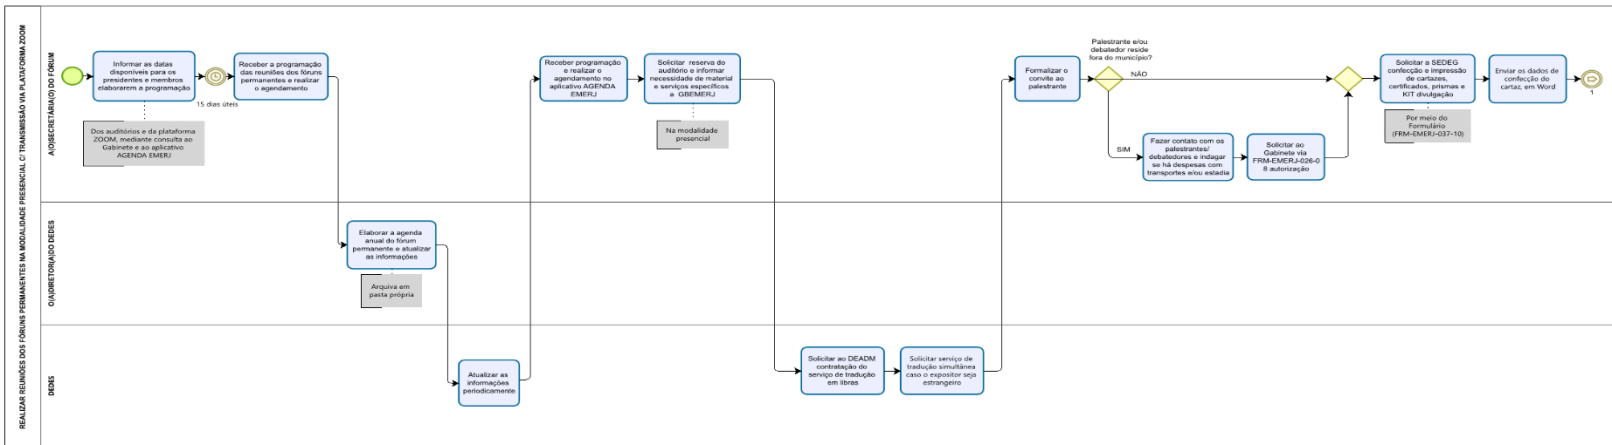 REALIZAR REUNIÕES DOS FÓRUNS PERMANENTES NA MODALIDADE PRESENCIAL C/ TRANSMISSÃO VIA PLATAFORMA ZOOM
A(O)SECRETARIA(O) DO FÓRUM
Informar as datas
disponíveis para os
presidentes e membros
elaborarem a programação
15 dias úteis
Dos auditórios e da plataforma
ZOOM, mediante consulta ao
Gabinete e ao aplicativo
AGENDA EMERJ
Receber a programação
das reuniões dos fóruns
permanentes e realizar
o agendamento
Receber programação
e realizar o
agendamento no
aplicativo AGENDA
EMERJ
Solicitar reserva do
auditório e informar
necessidade de material
e serviços específicos
a GBEMERJ
Na modalidade
presencial
Formalizar o
convite ao
palestrante
Palestrante e/ou
debatedor reside
fora do município?
NÃO
SIM
Fazer contato com os
palestrantes/
debatedores e indagar
se há despesas com
transportes e/ou estadia
Solicitar ao
Gabinete via
FRM-EMERJ-026-0
8 autorização
Solicitar a SEDEG
confecção e impressão
de cartazes,
certificados, prismas e
KIT divulgação
Por meio do
Formulário
(FRM-EMERJ-037-10)
Enviar os dados de
confecção do
cartaz, em Word
1
O(A)DIRETOR(A)DO DEDES
Elaborar a agenda
anual do fórum
permanente e atualizar
as informações
Arquiva em
pasta própria
DEDES
Atualizar as
informações
periodicamente
Solicitar ao DEADM
contratação do
serviço de tradução
em libras
Solicitar serviço de
tradução simultânea
caso o expositor seja
estrangeiro